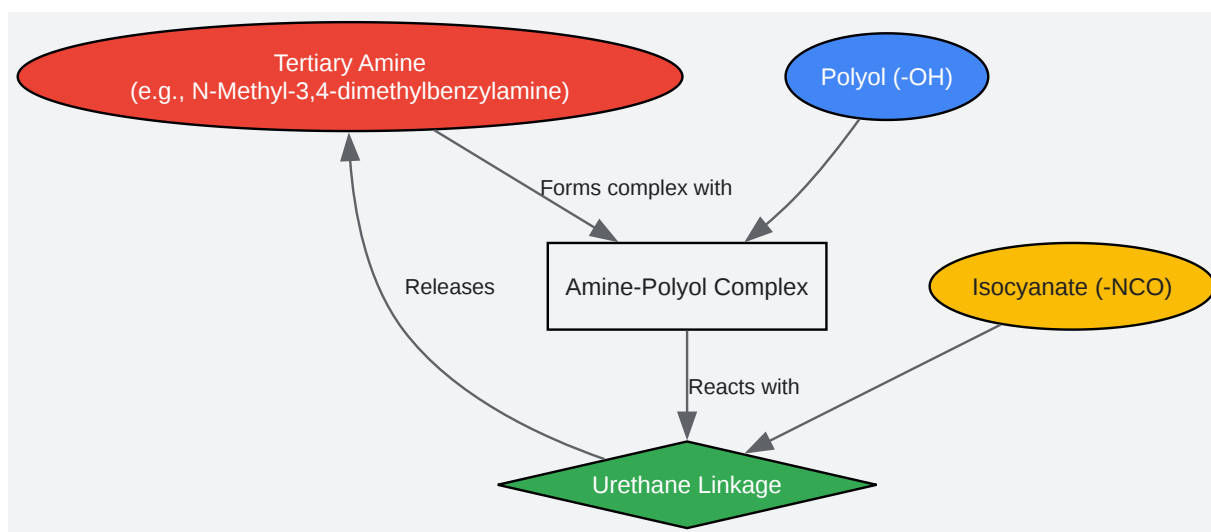 Tertiary Amine
(e.g., N-Methyl-3,4-dimethylbenzylamine)
Polyol (-OH)
Forms complex with
Amine-Polyol Complex
Isocyanate (-NCO)
Releases
Reacts with
Urethane Linkage